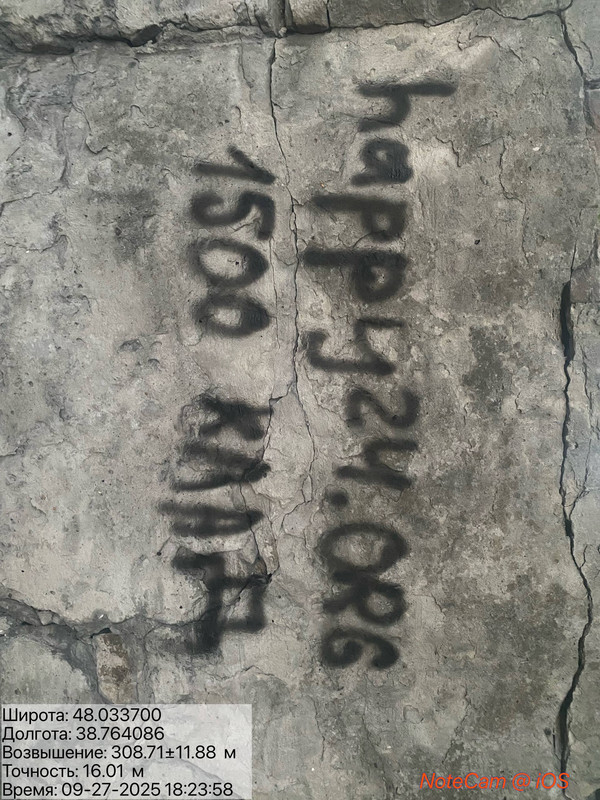 happy24.ORG
1500 КЛАД
Широта: 48.033700
Долгота: 38.764086
Возвышение: 308.71±11.88 м
Точность: 16.01 м
Время: 09-27-2025 18:23:58
NoteCam @ iOS